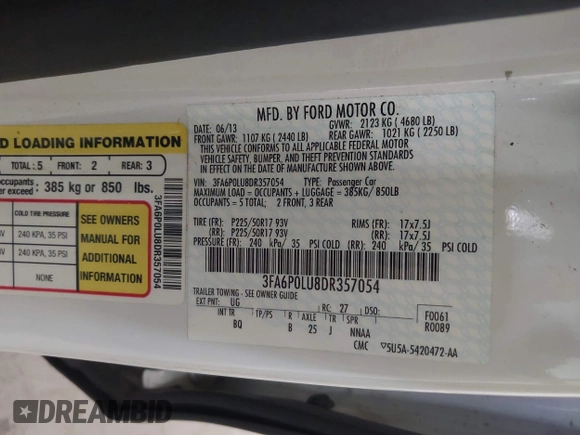 D LOADING INFORMATION
TOTAL: 5 FRONT: 2 REAR: 3
occupants
exceed: 385 kg or 850 lbs.
COLD TIRE PRESSURE
240 KPA, 35 PSI
240 KPA, 35 PSI
NONE
SEE OWNERS
MANUAL FOR
ADDITIONAL
INFORMATION
3FA6P0LU8DR357054
MFD. BY FORD MOTOR CO.
DATE: 06/13 GVWR: 2123 KG (4680 LB)
FRONT GAWR: 1107 KG (2440 LB) REAR GAWR: 1021 KG (2250 LB)
THIS VEHICLE CONFORMS TO ALL APPLICABLE FEDERAL MOTOR
VEHICLE SAFETY, BUMPER, AND THEFT PREVENTION STANDARDS
IN EFFECT ON THE DATE OF MANUFACTURE SHOWN ABOVE.
VIN: 3FA6P0LU8DR357054 TYPE: Passenger Car
MAXIMUM LOAD = OCCUPANTS + LUGGAGE = 385KG/850LB
OCCUPANTS = 5 TOTAL: 2 FRONT, 3 REAR
TIRE (FR): P225/50R17 93V RIMS (FR): 17x7.5J
(RR): P225/50R17 93V (RR): 17x7.5J
PRESSURE (FR): 240 kPa/ 35 PSI COLD (RR): 240 kPa/ 35 PSI COLD
3FA6P0LU8DR357054
TRAILER TOWING - SEE OWNER GUIDE
EXT PNT: UG RC: 27 DSO: F0061
INT TR TP/PS R AXLE TR SPR R0089
BQ B 25 J NNAA
CMC 5U5A-5420472-AA
DREAMBID